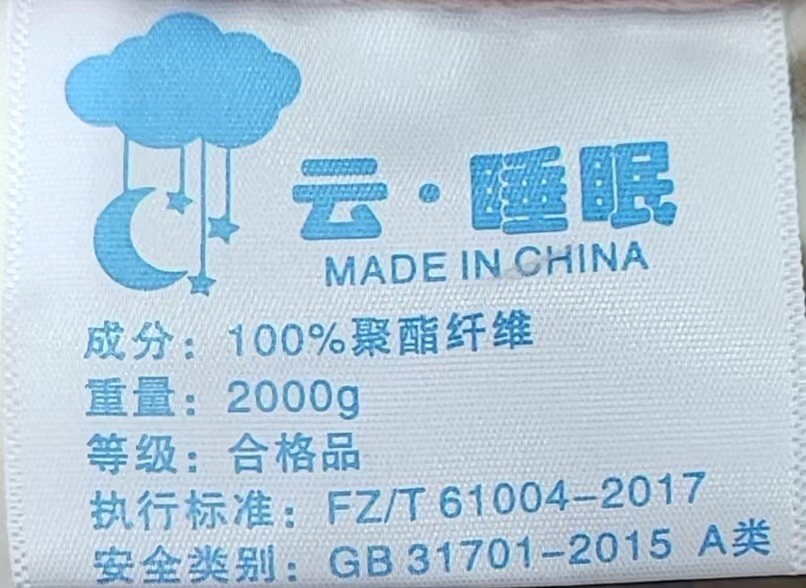 云·睡眠
MADE IN CHINA
成分：100%聚酯纤维
重量：2000g
等级：合格品
执行标准：FZ/T 61004-2017
安全类别：GB 31701-2015 A类